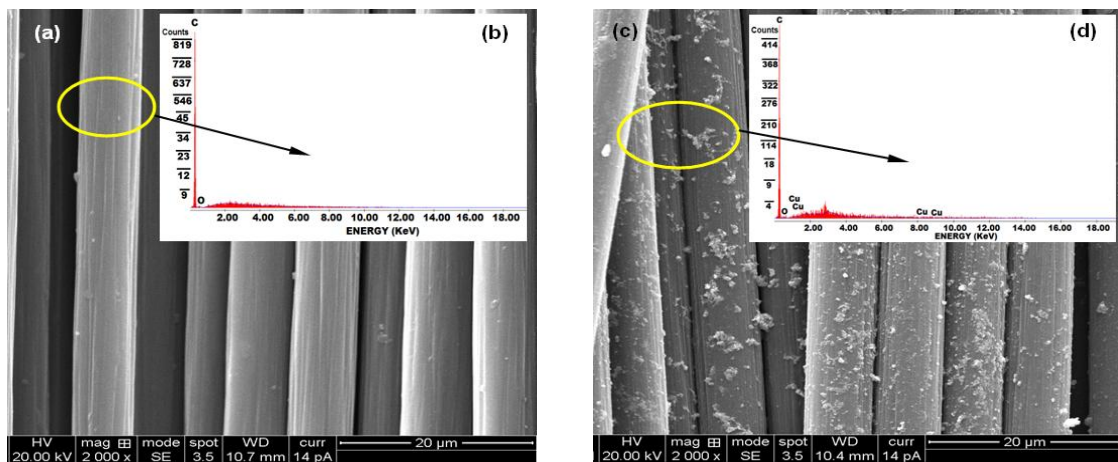 (a)
(b)
C
Counts
819
728
637
546
45
34
23
12
9
O
2.00 4.00 6.00 8.00 10.00 12.00 14.00 16.00 18.00
ENERGY (KeV)
HV mag mode spot WD curr
20.00 kV 2 000 x SE 3.5 10.7 mm 14 pA
20 µm
(c)
(d)
C
Counts
414
368
322
276
210
114
18
9
4
O
Cu
Cu
Cu Cu
2.00 4.00 6.00 8.00 10.00 12.00 14.00 16.00 18.00
ENERGY (KeV)
HV mag mode spot WD curr
20.00 kV 2 000 x SE 3.5 10.4 mm 14 pA
20 µm